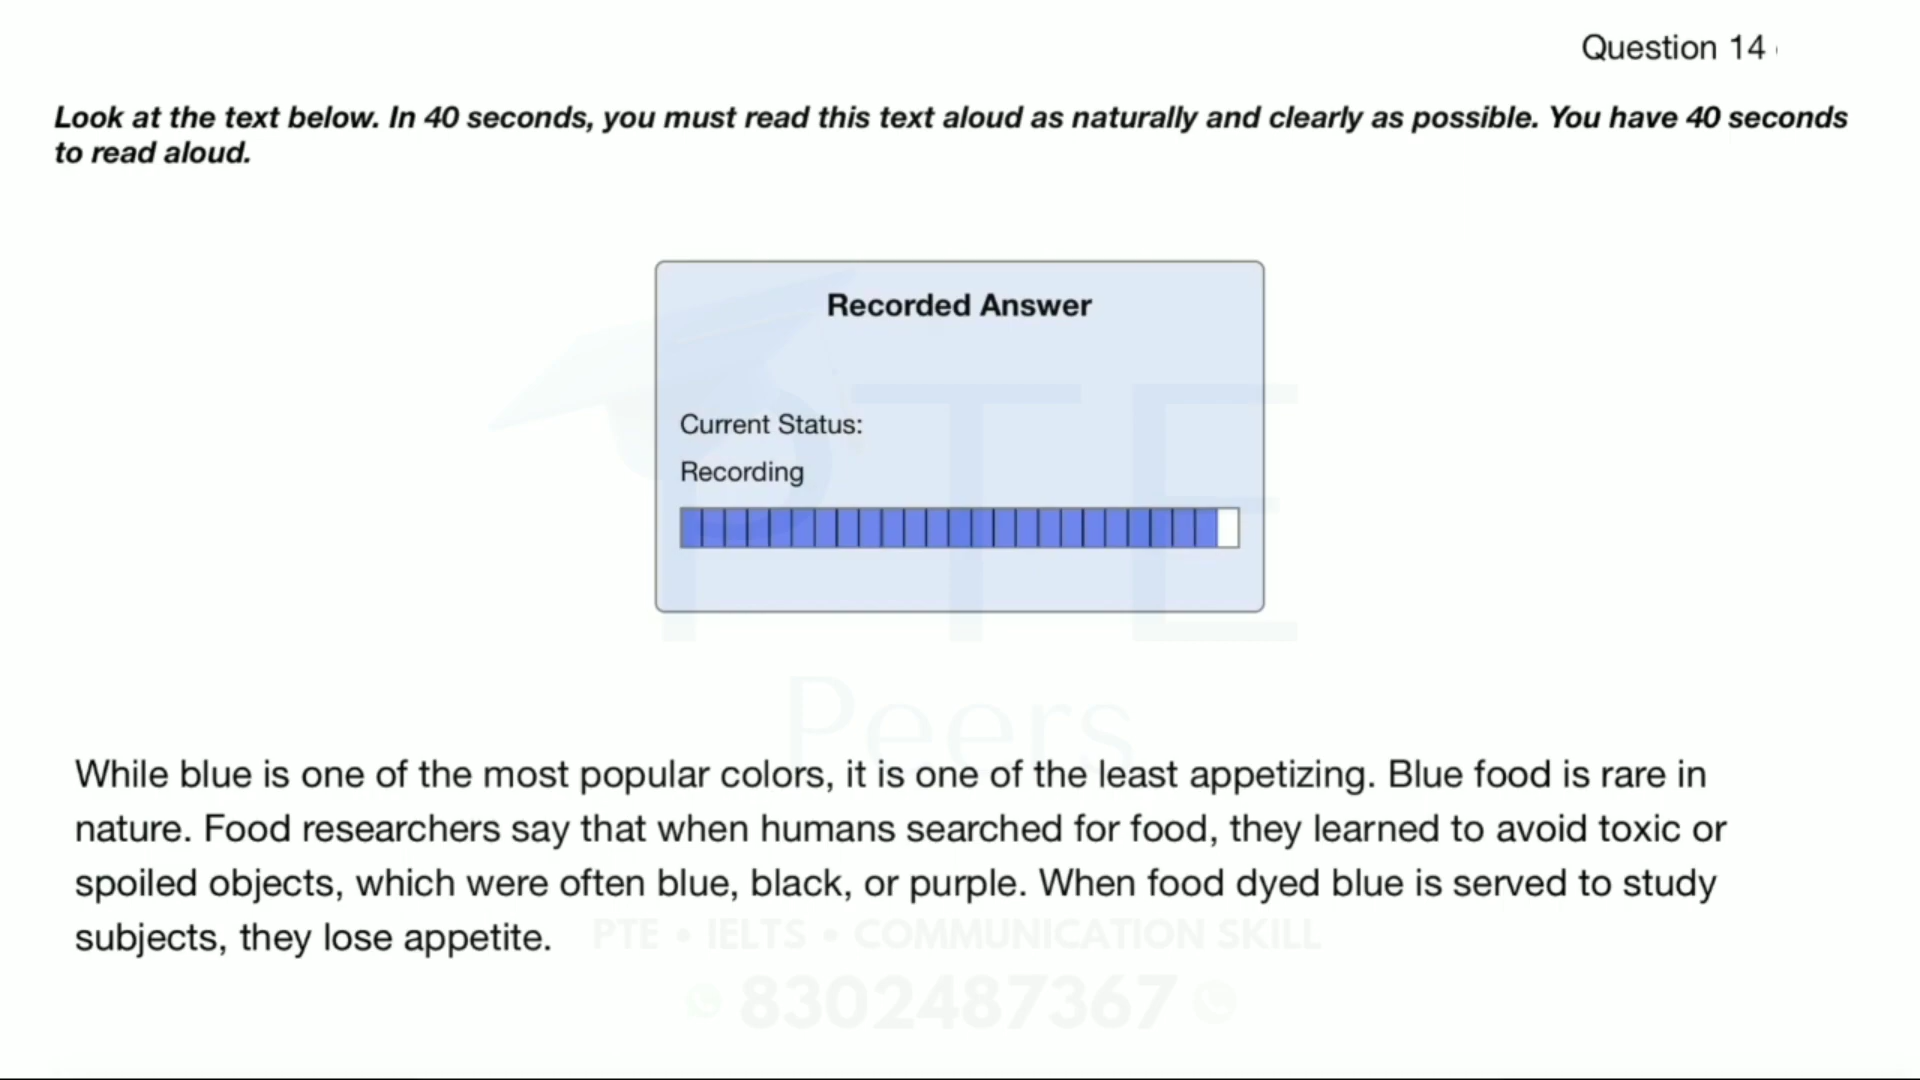 Question 14
Look at the text below. In 40 seconds, you must read this text aloud as naturally and clearly as possible. You have 40 seconds
to read aloud.
Recorded Answer
Current Status:
Recording
PTE
Peers
While blue is one of the most popular colors, it is one of the least appetizing. Blue food is rare in
nature. Food researchers say that when humans searched for food, they learned to avoid toxic or
spoiled objects, which were often blue, black, or purple. When food dyed blue is served to study
subjects, they lose appetite.
PTE • IELTS • COMMUNICATION SKILL
8302487367